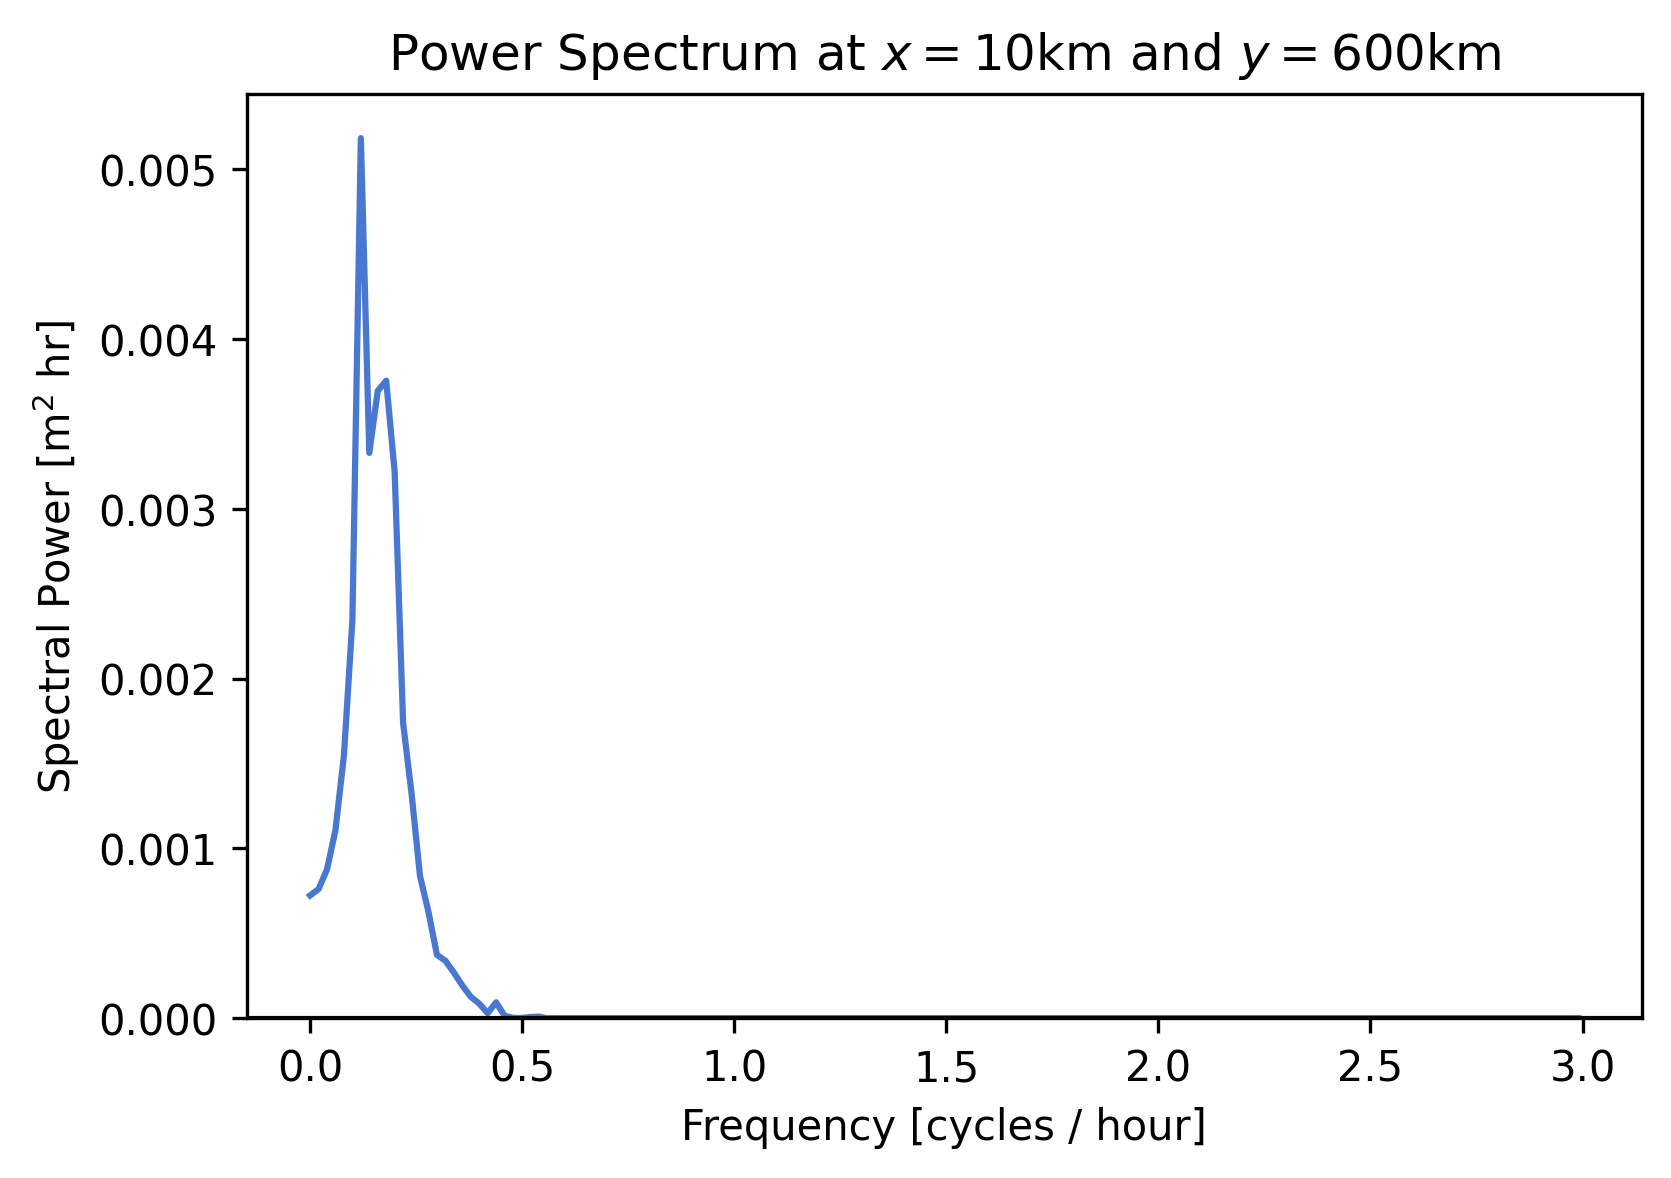 Power Spectrum at x = 10km and y = 600km
Spectral Power [m² hr]
0.005
0.004
0.003
0.002
0.001
0.000
0.0 0.5 1.0 1.5 2.0 2.5 3.0
Frequency [cycles / hour]